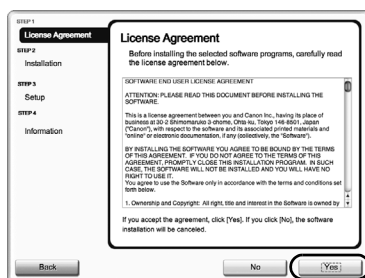 STEP 1
License Agreement
STEP 2
Installation
STEP 3
Setup
STEP 4
Information
License Agreement
Before installing the selected software programs, carefully read
the license agreement below.
SOFTWARE END USER LICENSE AGREEMENT
ATTENTION: PLEASE READ THIS DOCUMENT BEFORE INSTALLING THE
SOFTWARE.
This is a license agreement between you and Canon Inc., having its place of
business at 30-2 Shimomaruko 3-chome, Ohta-ku, Tokyo 146-8501, Japan
("Canon"), with respect to the software and its associated printed materials and
"online" or electronic documentation, if any (collectively, the "Software").
BY INSTALLING THE SOFTWARE YOU AGREE TO BE BOUND BY THE TERMS
OF THIS AGREEMENT. IF YOU DO NOT AGREE TO THE TERMS OF THIS
AGREEMENT, PROMPTLY CLOSE THIS INSTALLATION PROGRAM. IN SUCH
CASE, THE SOFTWARE WILL NOT BE INSTALLED AND YOU WILL HAVE NO
RIGHT TO USE IT.
You agree to use the Software only in accordance with the terms and conditions set
forth below.
1. Ownership and Copyright: All right, title and interest in the Software is owned by
If you accept the agreement, click [Yes]. If you click [No], the software
installation will be canceled.
Back
No
Yes